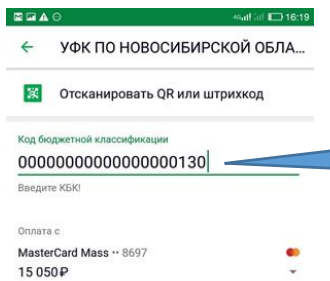 4G 16:19
УФК ПО НОВОСИБИРСКОЙ ОБЛА...
Отсканировать QR или штрихкод
Код бюджетной классификации
00000000000000000130
Введите КБК!
Оплата с
MasterCard Mass •• 8697
15 050 ₽